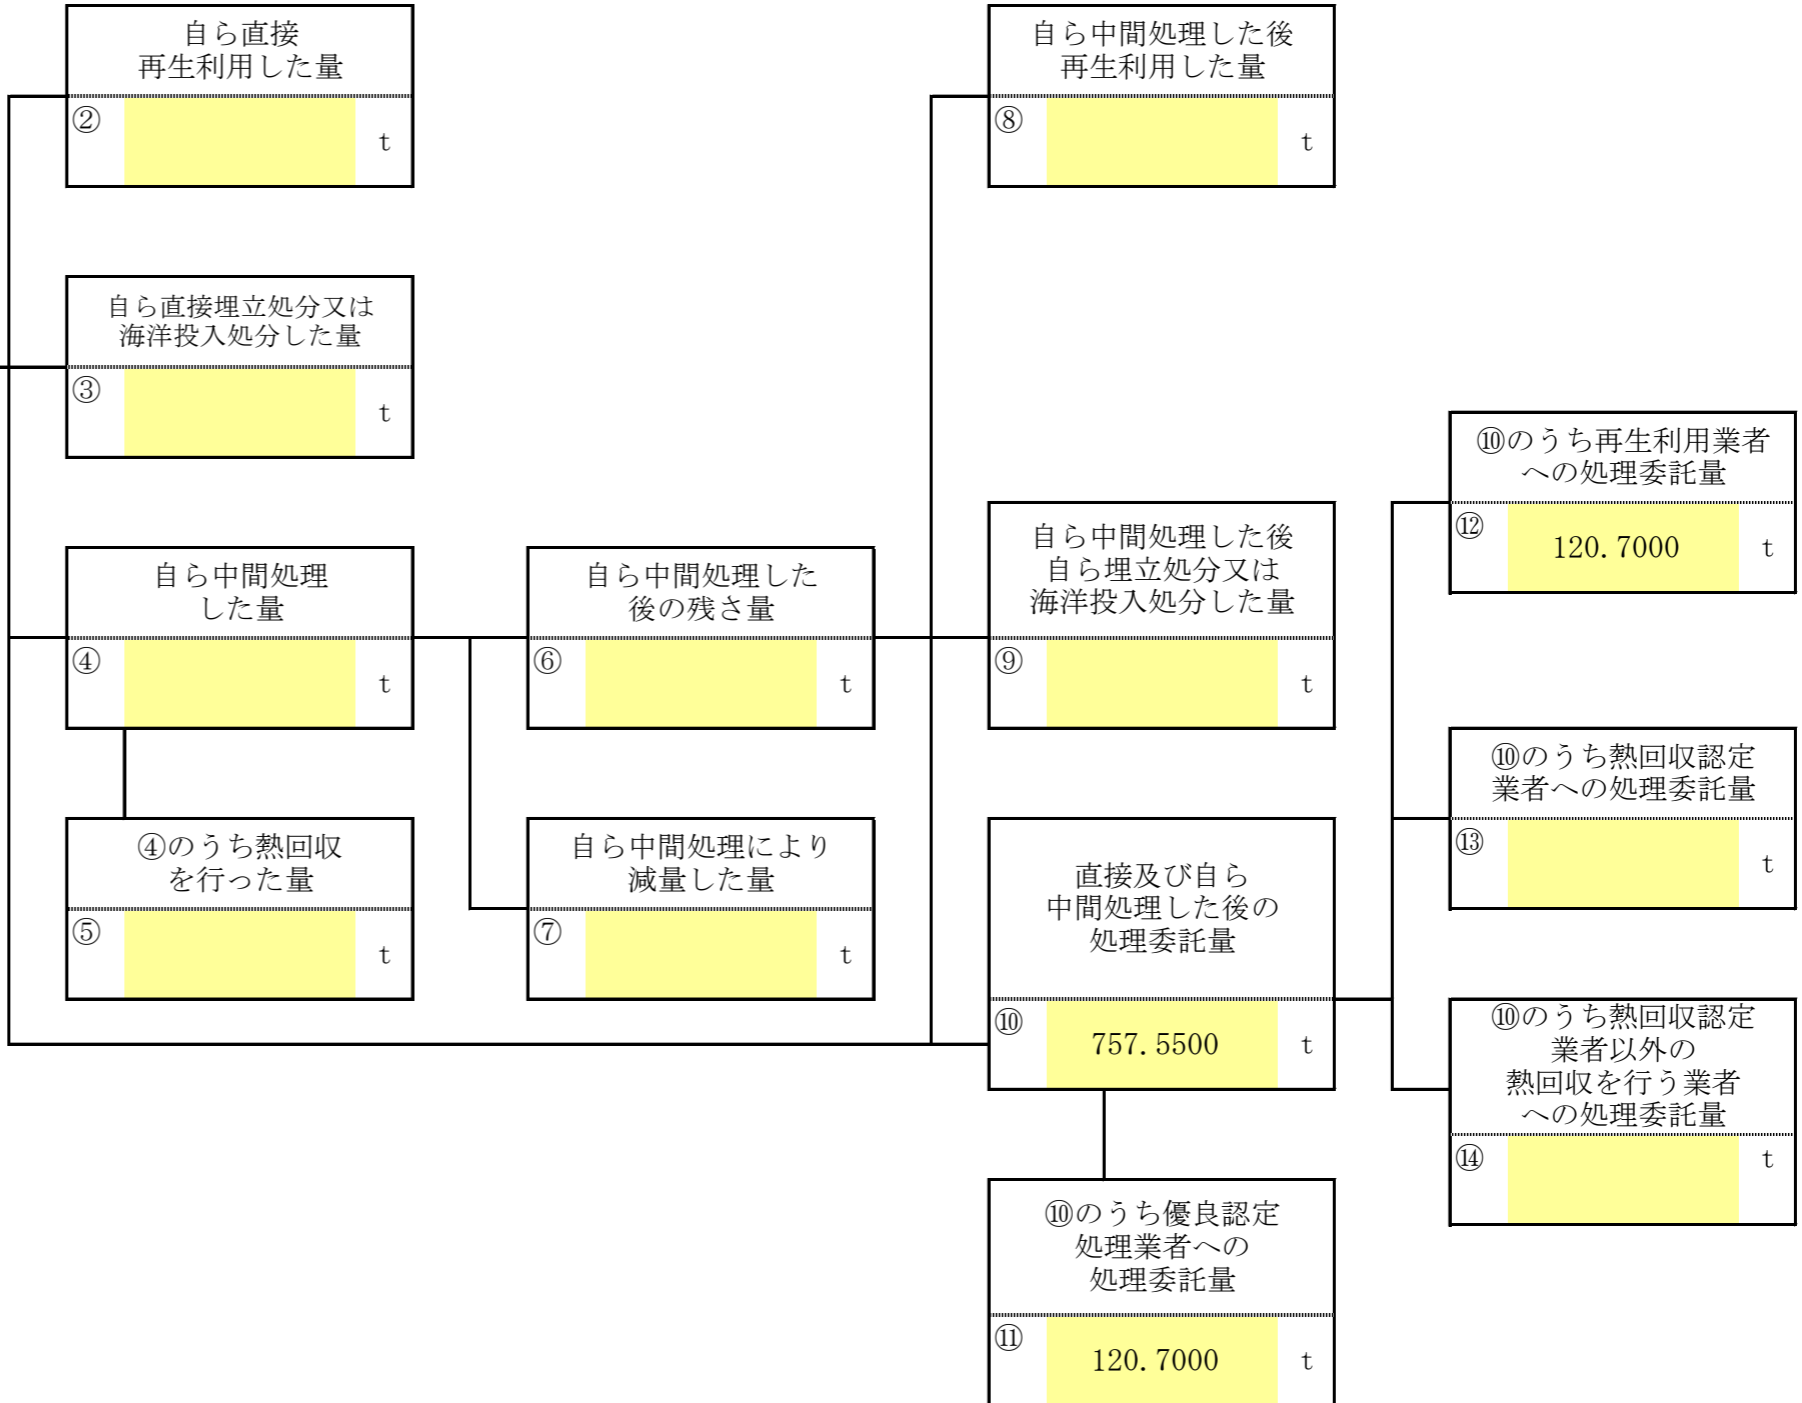 自ら直接
再生利用した量
②
t
自ら中間処理した後
再生利用した量
⑧
t
自ら直接埋立処分又は
海洋投入処分した量
③
t
⑩のうち再生利用業者
への処理委託量
⑫
120.7000
t
自ら中間処理
した量
④
t
自ら中間処理した
後の残さ量
⑥
t
自ら中間処理した後
自ら埋立処分又は
海洋投入処分した量
⑨
t
⑩のうち熱回収認定
業者への処理委託量
⑬
t
④のうち熱回収
を行った量
⑤
t
自ら中間処理により
減量した量
⑦
t
直接及び自ら
中間処理した後の
処理委託量
⑩
757.5500
t
⑩のうち熱回収認定
業者以外の
熱回収を行う業者
への処理委託量
⑭
t
⑩のうち優良認定
処理業者への
処理委託量
⑪
120.7000
t